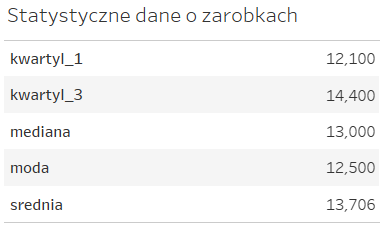 Statystyczne dane o zarobkach
kwartyl_1 12,100
kwartyl_3 14,400
mediana 13,000
moda 12,500
srednia 13,706